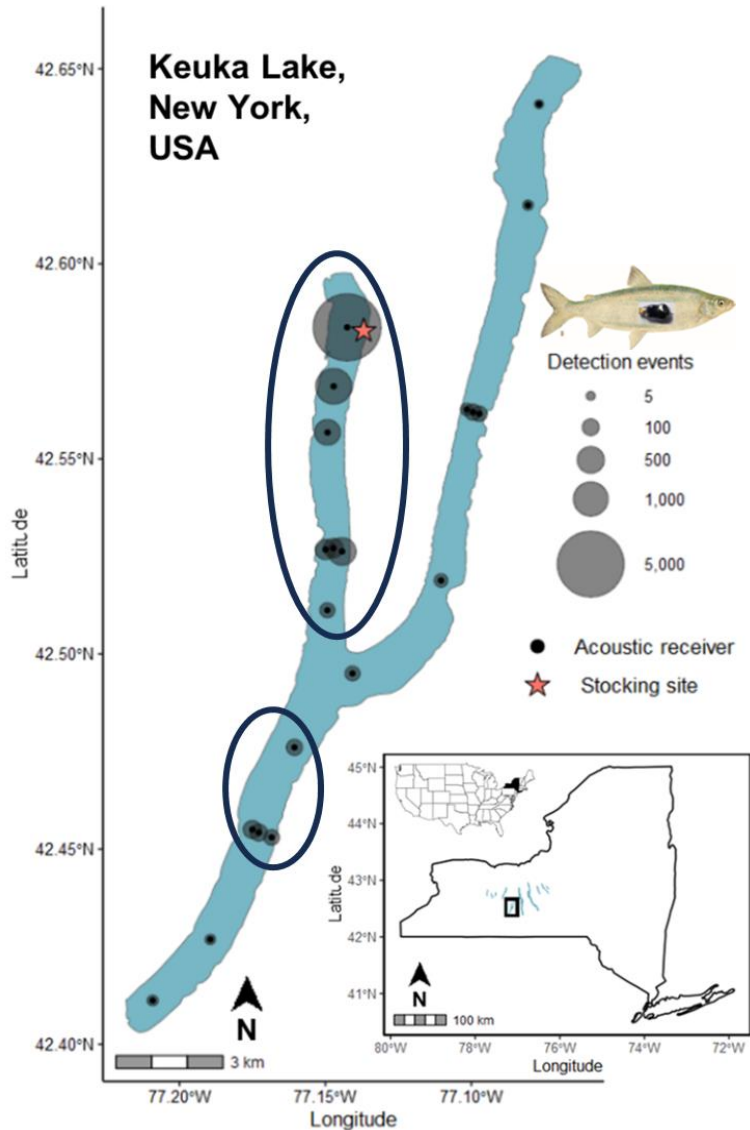 Keuka Lake,
New York,
USA
42.65°N
42.60°N
42.55°N
42.50°N
42.45°N
42.40°N
Latitude
77.20°W
77.15°W
77.10°W
Longitude
3 km
N
Detection events
5
100
500
1,000
5,000
Acoustic receiver
Stocking site
45°N
44°N
43°N
42°N
41°N
Latitude
N
100 km
80°W
78°W
76°W
74°W
72°W
Longitude